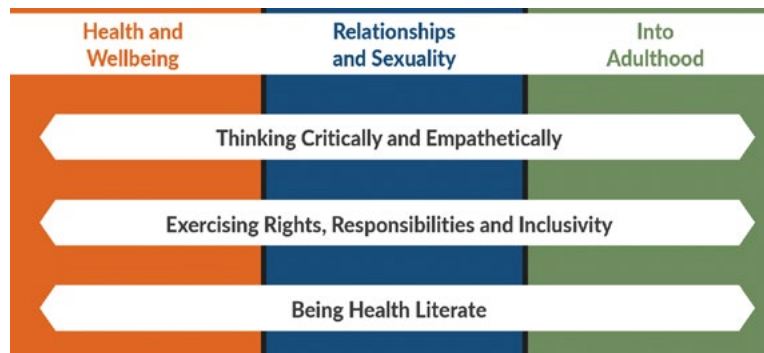 Health and
Wellbeing
Relationships
and Sexuality
Into
Adulthood
Thinking Critically and Empathetically
Exercising Rights, Responsibilities and Inclusivity
Being Health Literate